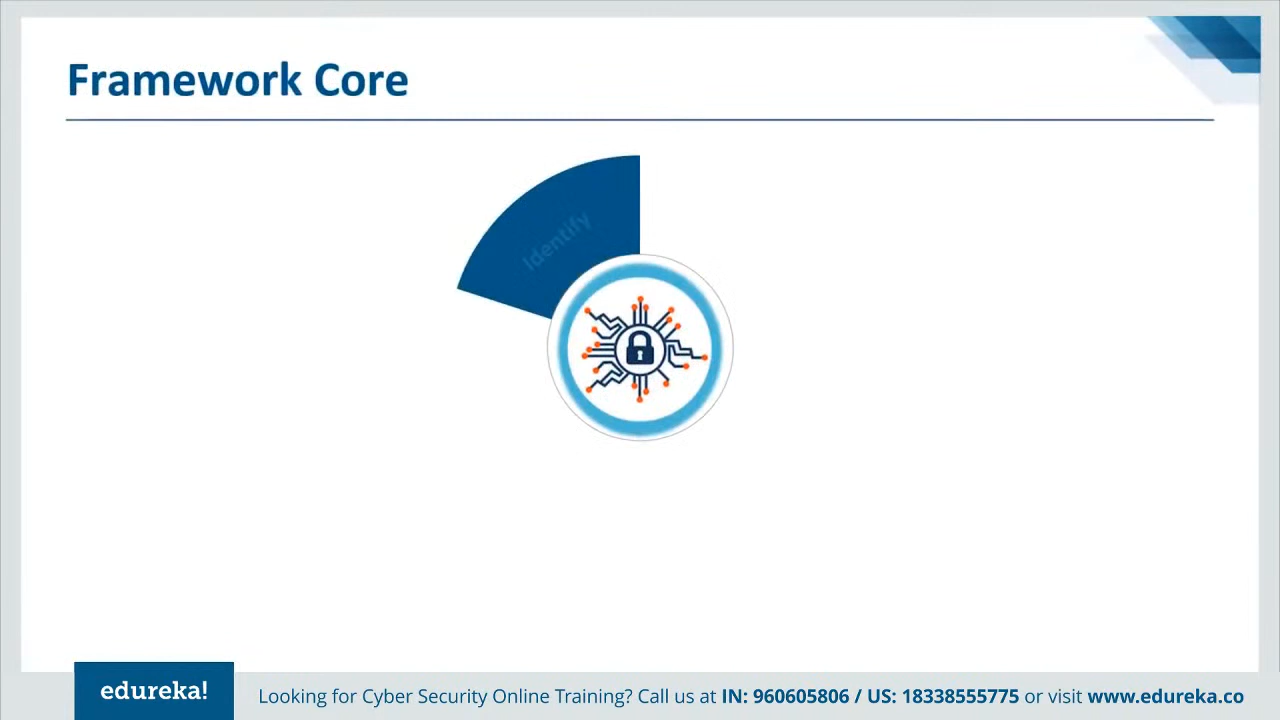 Framework Core
Identify
edureka!
Looking for Cyber Security Online Training? Call us at IN: 960605806 / US: 18338555775 or visit www.edureka.co